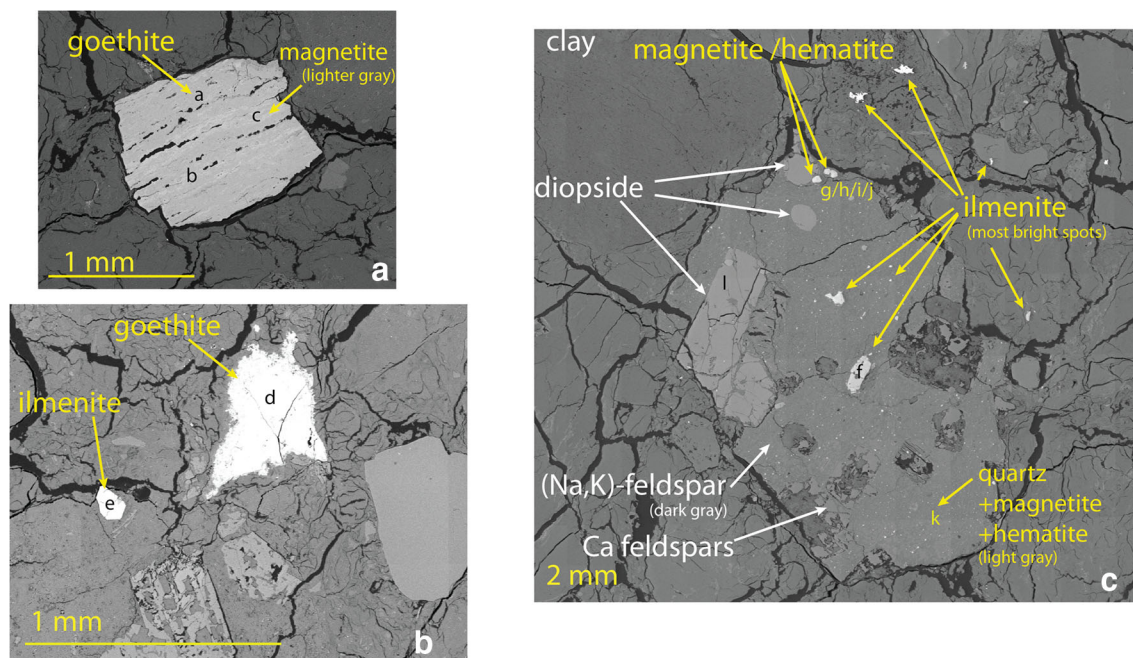 goethite
magnetite
(lighter gray)
a
c
b
1 mm
a
goethite
ilmenite
d
e
1 mm
b
clay
magnetite /hematite
diopside
g/h/i/j
ilmenite
(most bright spots)
l
f
(Na,K)-feldspar
(dark gray)
Ca feldspars
quartz
+magnetite
+hematite
(light gray)
k
2 mm
c